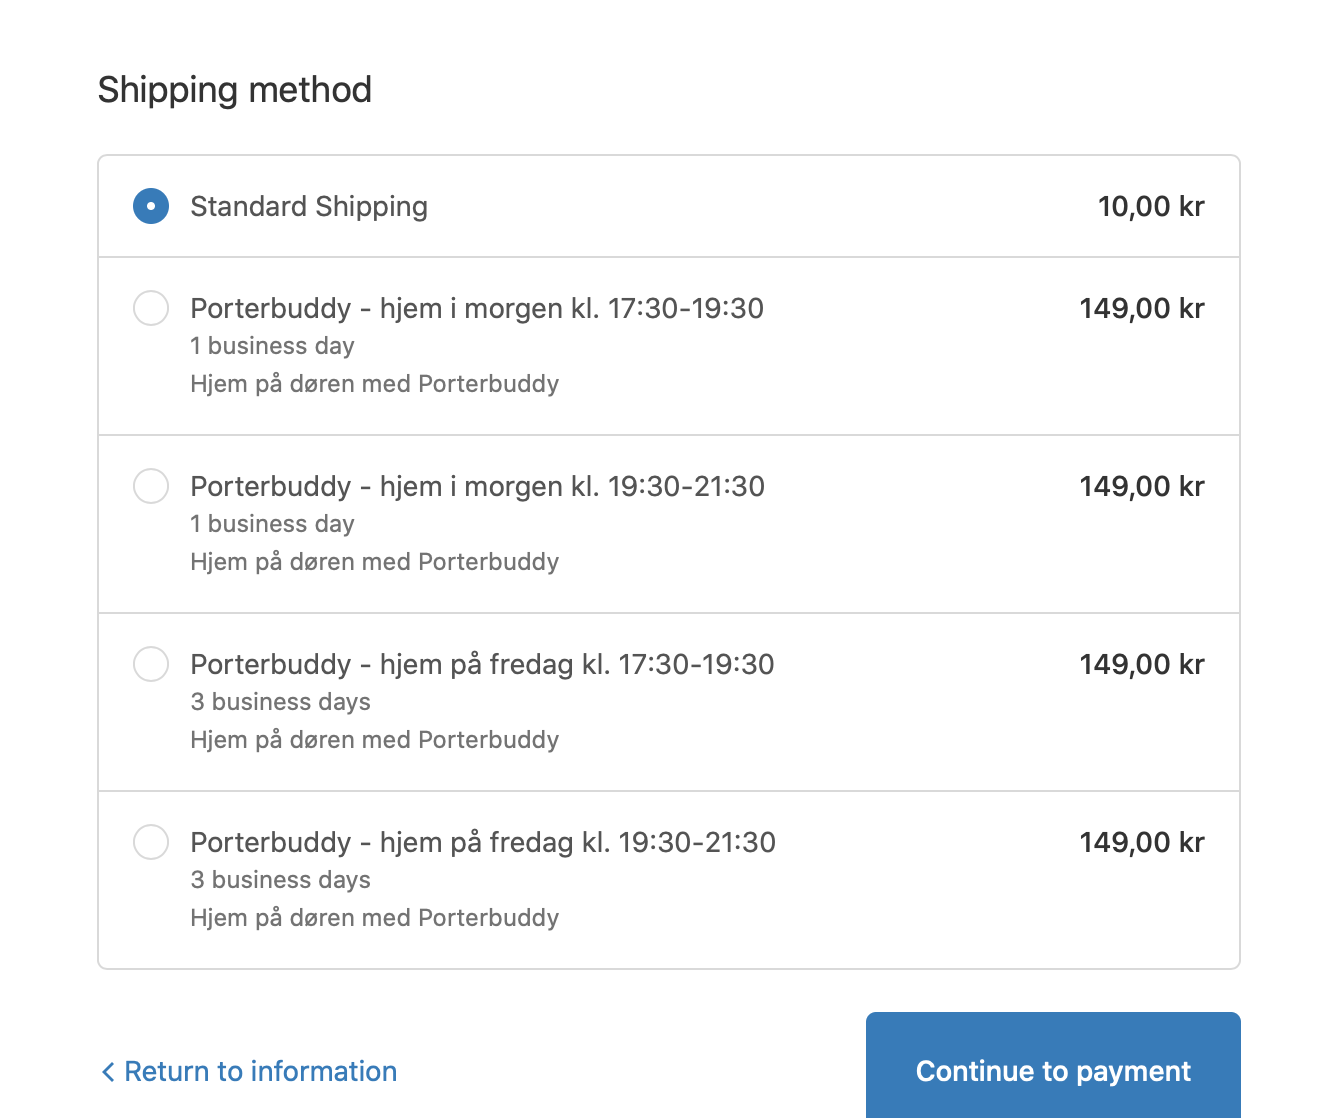 Shipping method
Standard Shipping 10,00 kr
Porterbuddy - hjem i morgen kl. 17:30-19:30 149,00 kr
1 business day
Hjem på døren med Porterbuddy
Porterbuddy - hjem i morgen kl. 19:30-21:30 149,00 kr
1 business day
Hjem på døren med Porterbuddy
Porterbuddy - hjem på fredag kl. 17:30-19:30 149,00 kr
3 business days
Hjem på døren med Porterbuddy
Porterbuddy - hjem på fredag kl. 19:30-21:30 149,00 kr
3 business days
Hjem på døren med Porterbuddy
Return to information Continue to payment